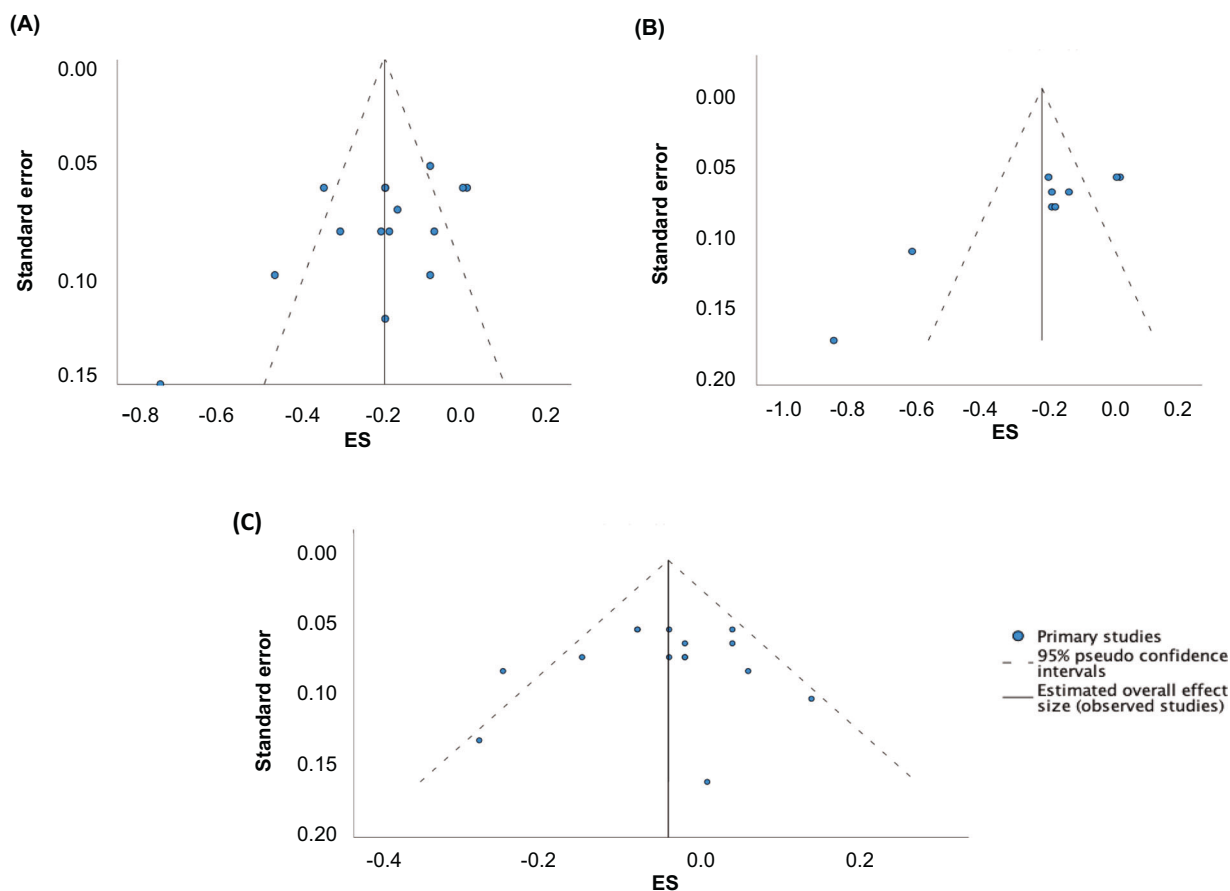 (A)
Standard error
0.00
0.05
0.10
0.15
-0.8 -0.6 -0.4 -0.2 0.0 0.2
ES
(B)
Standard error
0.00
0.05
0.10
0.15
0.20
-1.0 -0.8 -0.6 -0.4 -0.2 0.0 0.2
ES
(C)
Standard error
0.00
0.05
0.10
0.15
0.20
-0.4 -0.2 0.0 0.2
ES
Primary studies
95% pseudo confidence
intervals
Estimated overall effect
size (observed studies)